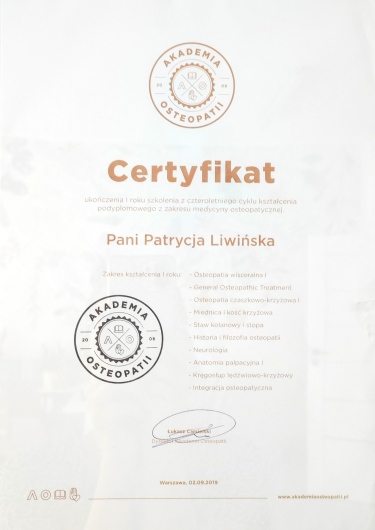 AKADEMIA
20 08
OSTEOPATII
Certyfikat
ukończenia I roku szkolenia z czteroletniego cyklu kształcenia
podyplomowego z zakresu medycyny osteopatycznej.
Pani Patrycja Liwińska
Zakres kształcenia I roku:
- Osteopatia wisceralna I
- General Osteopathic Treatment
- Osteopatia czaszkowo-krzyżowa I
- Miednica i kość krzyżowa
- Staw kolanowy i stopa
- Historia i filozofia osteopatii
- Neurologia
- Anatomia palpacyjna I
- Kręgosłup lędźwiowo-krzyżowy
- Integracja osteopatyczna
AKADEMIA
20 08
OSTEOPATII
Łukasz
Akademii Osteopatii
Warszawa, 02.09.2018
www.akademiaosteopatii.pl